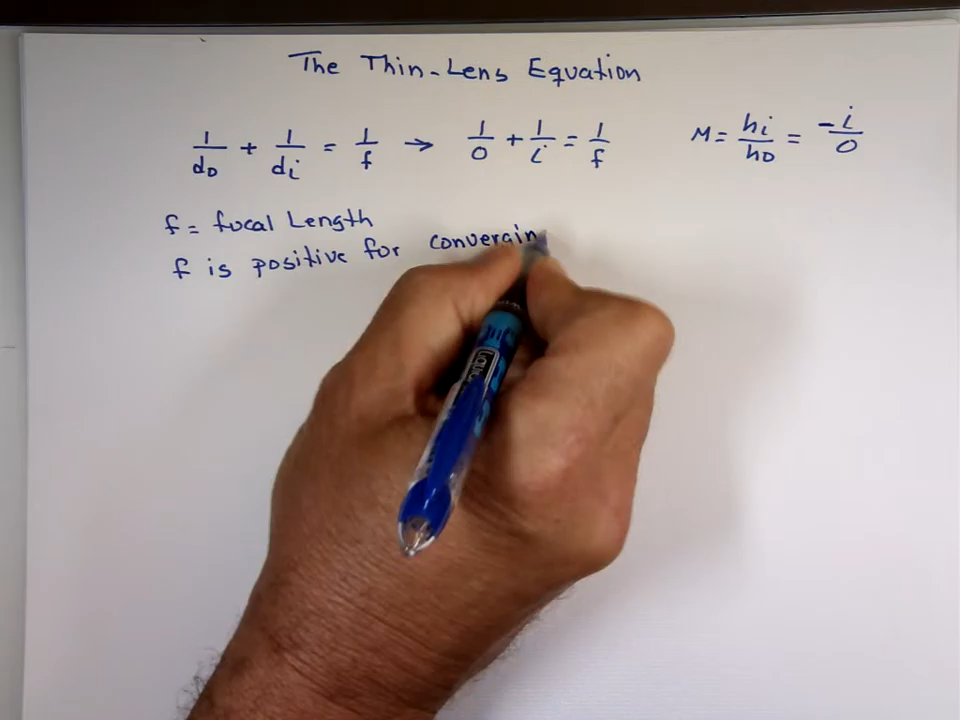 The Thin-Lens Equation
1/do + 1/di = 1/f → 1/o + 1/i = 1/f M = hi/ho = -i/o
f = focal Length
f is positive for convergin